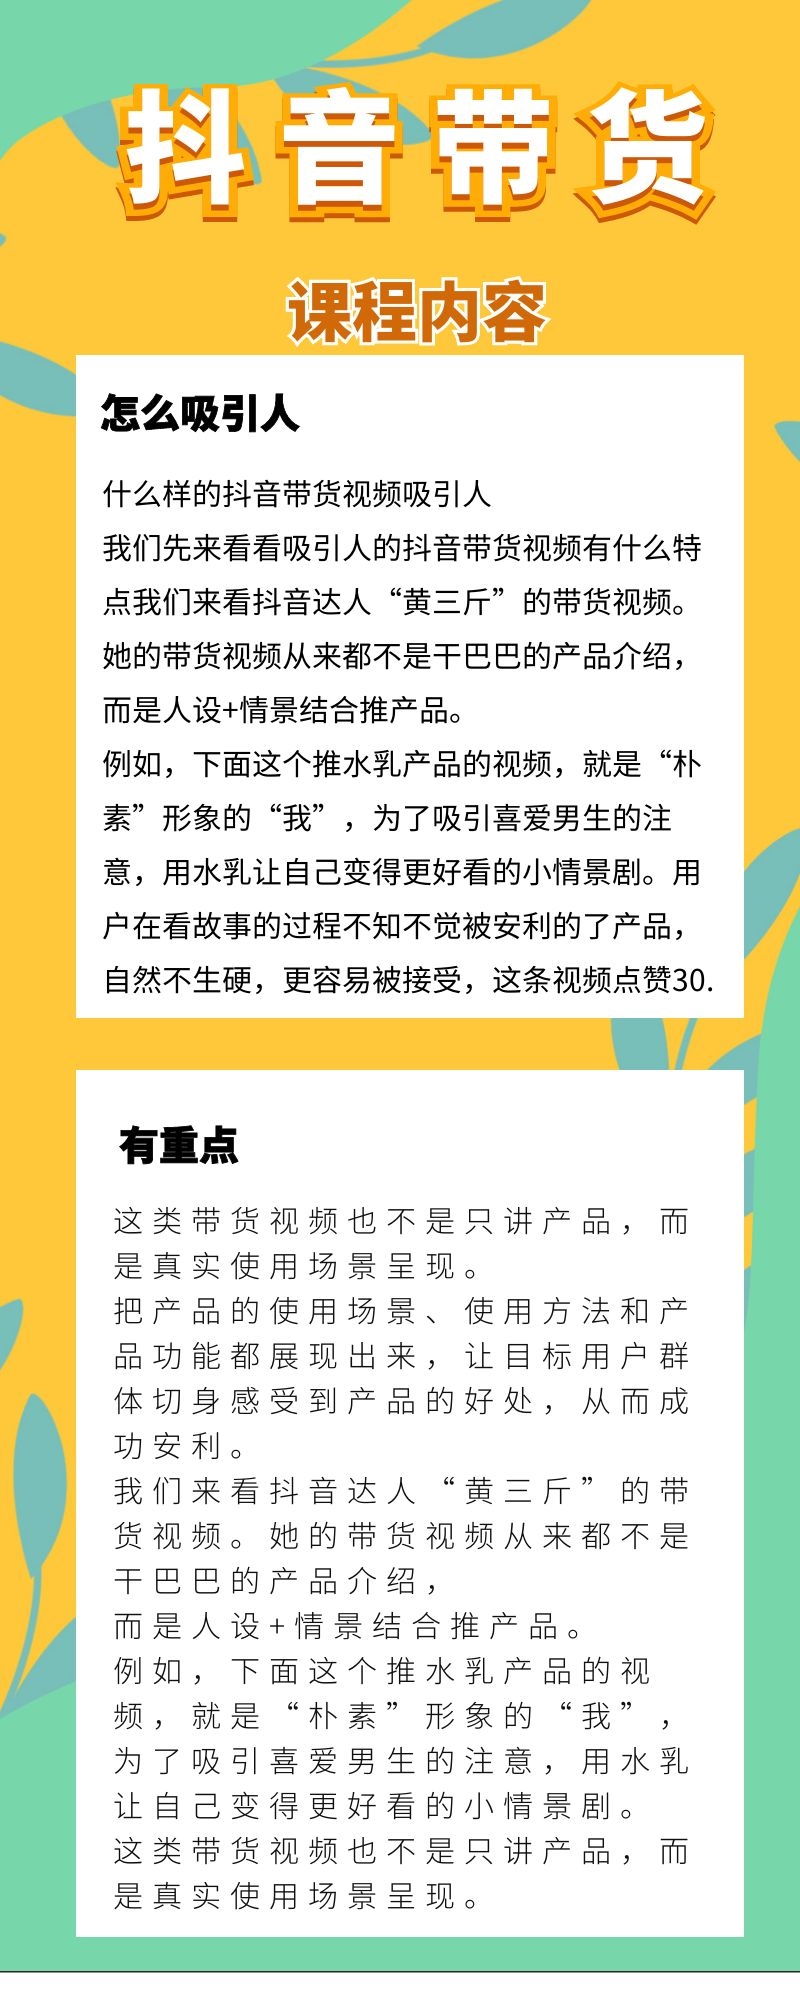 抖音带货
课程内容
怎么吸引人
什么样的抖音带货视频吸引人
我们先来看看吸引人的抖音带货视频有什么特
点我们来看抖音达人“黄三斤”的带货视频。
她的带货视频从来都不是干巴巴的产品介绍，
而是人设+情景结合推产品。
例如，下面这个推水乳产品的视频，就是“朴
素”形象的“我”，为了吸引喜爱男生的注
意，用水乳让自己变得更好看的小情景剧。用
户在看故事的过程不知不觉被安利的了产品，
自然不生硬，更容易被接受，这条视频点赞30.
有重点
这类带货视频也不是只讲产品，而
是真实使用场景呈现。
把产品的使用场景、使用方法和产
品功能都展现出来，让目标用户群
体切身感受到产品的好处，从而成
功安利。
我们来看抖音达人“黄三斤”的带
货视频。她的带货视频从来都不是
干巴巴的产品介绍，
而是人设+情景结合推产品。
例如，下面这个推水乳产品的视
频，就是“朴素”形象的“我”，
为了吸引喜爱男生的注意，用水乳
让自己变得更好看的小情景剧。
这类带货视频也不是只讲产品，而
是真实使用场景呈现。